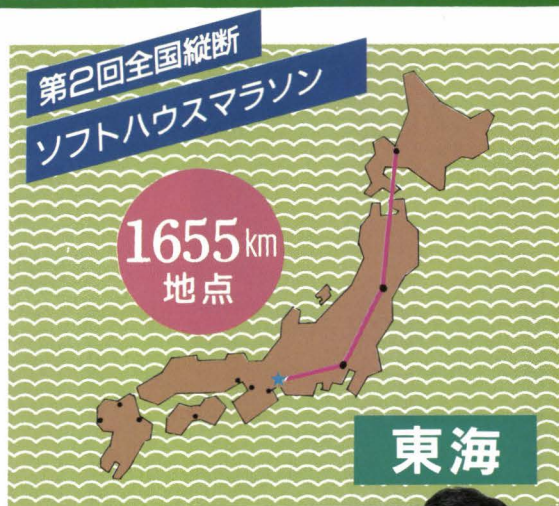 第2回全国縦断
ソフトハウスマラソン
1655km
地点
東海